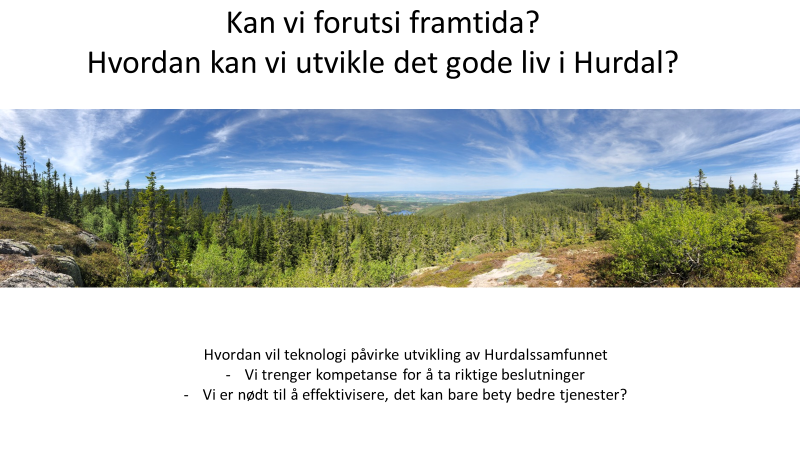 Kan vi forutsi framtida?
Hvordan kan vi utvikle det gode liv i Hurdal?
Hvordan vil teknologi påvirke utvikling av Hurdalssamfunnet
- Vi trenger kompetanse for å ta riktige beslutninger
- Vi er nødt til å effektivisere, det kan bare bety bedre tjenester?